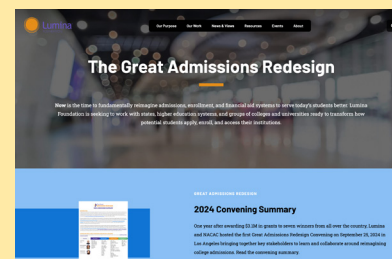 Lumina
Our Purpose Our Work News & Views Resources Events About
The Great Admissions Redesign
Now is the time to fundamentally reimagine admissions, enrollment, and financial aid systems to serve today's students better. Lumina
Foundation is seeking to work with states, higher education systems, and groups of colleges and universities ready to transform how
potential students apply, enroll, and access their institutions.
GREAT ADMISSIONS REDESIGN
2024 Convening Summary
One year after awarding $3.1M in grants to seven winners from all over the country, Lumina
and NACAC hosted the first Great Admissions Redesign Convening on September 25, 2024 in
Los Angeles bringing together key stakeholders to learn and collaborate around reimagining
college admissions. Read the convening summary.